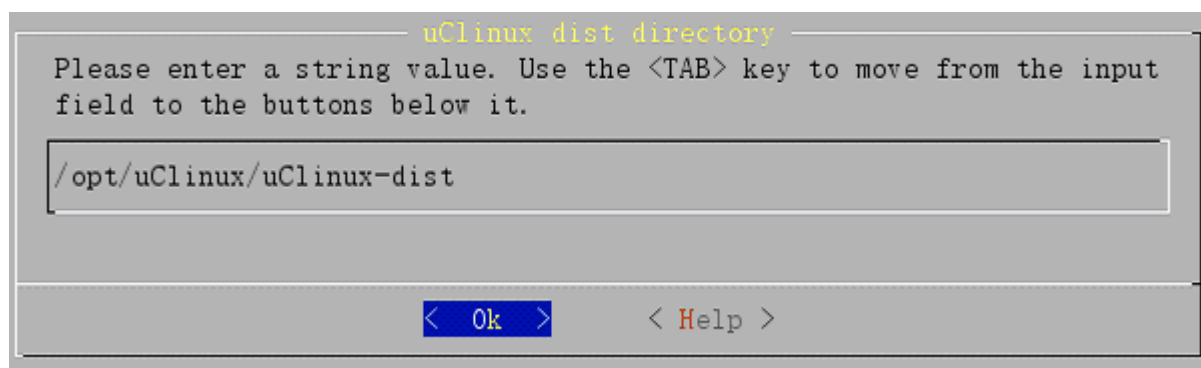 uClinux dist directory
Please enter a string value. Use the <TAB> key to move from the input
field to the buttons below it.
/opt/uClinux/uClinux-dist
< Ok > < Help >